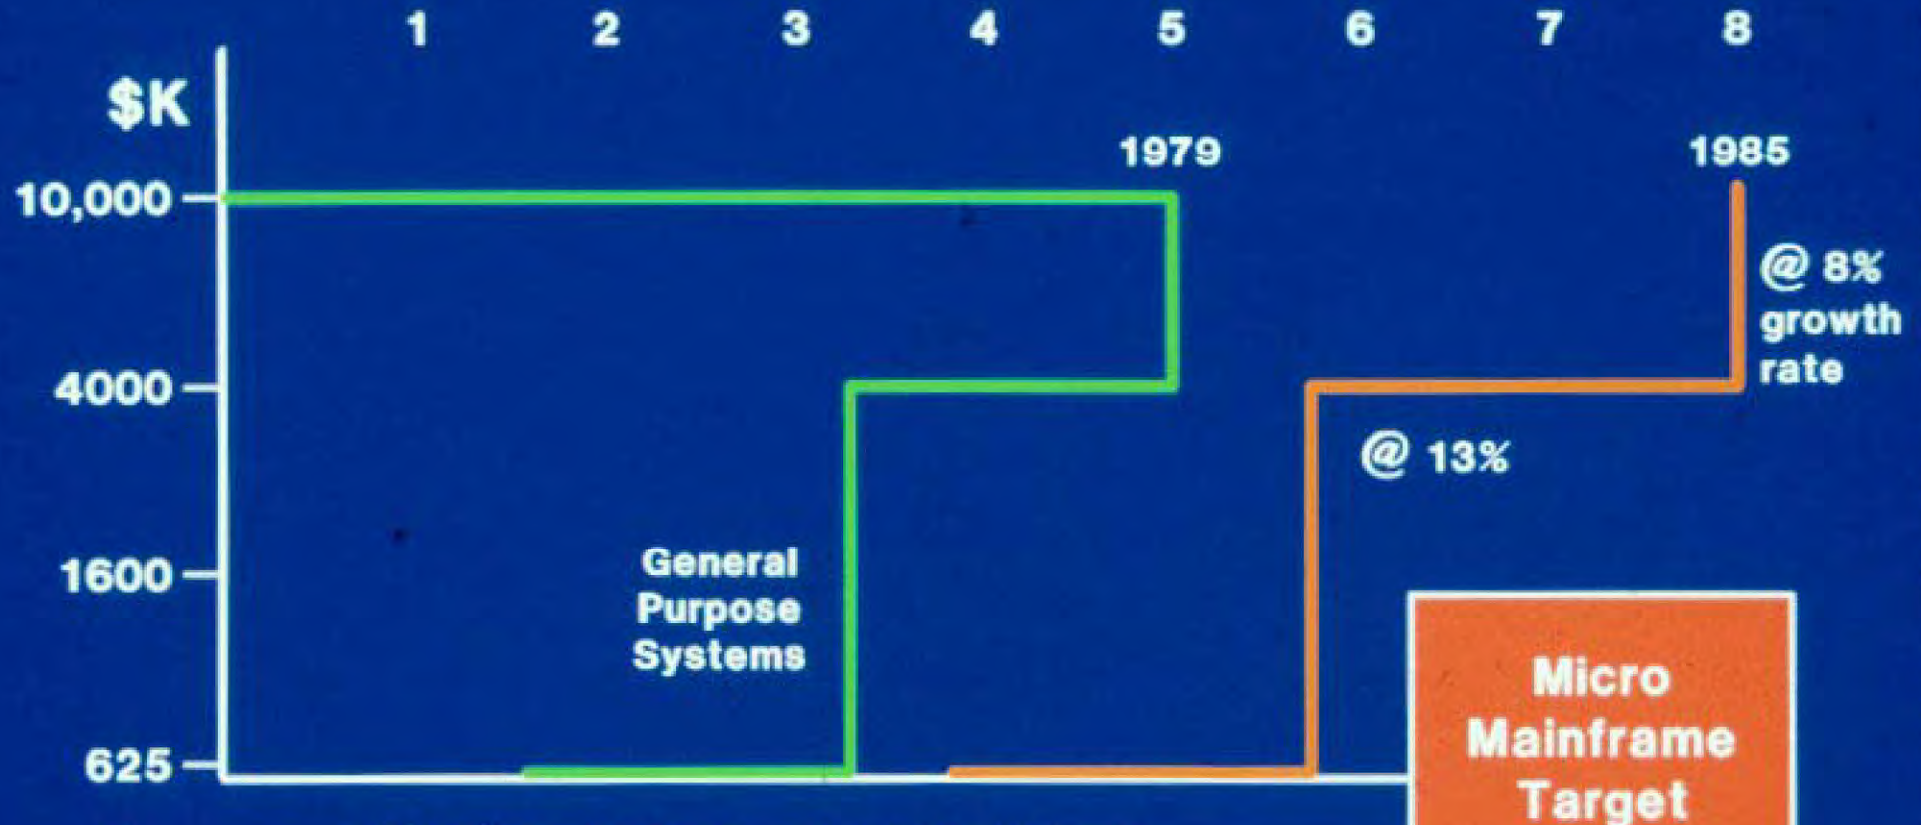 1 2 3 4 5 6 7 8
$K
1979 1985
10,000
@ 8%
growth
rate
4000
@ 13%
1600
General
Purpose
Systems
625
Micro
Mainframe
Target